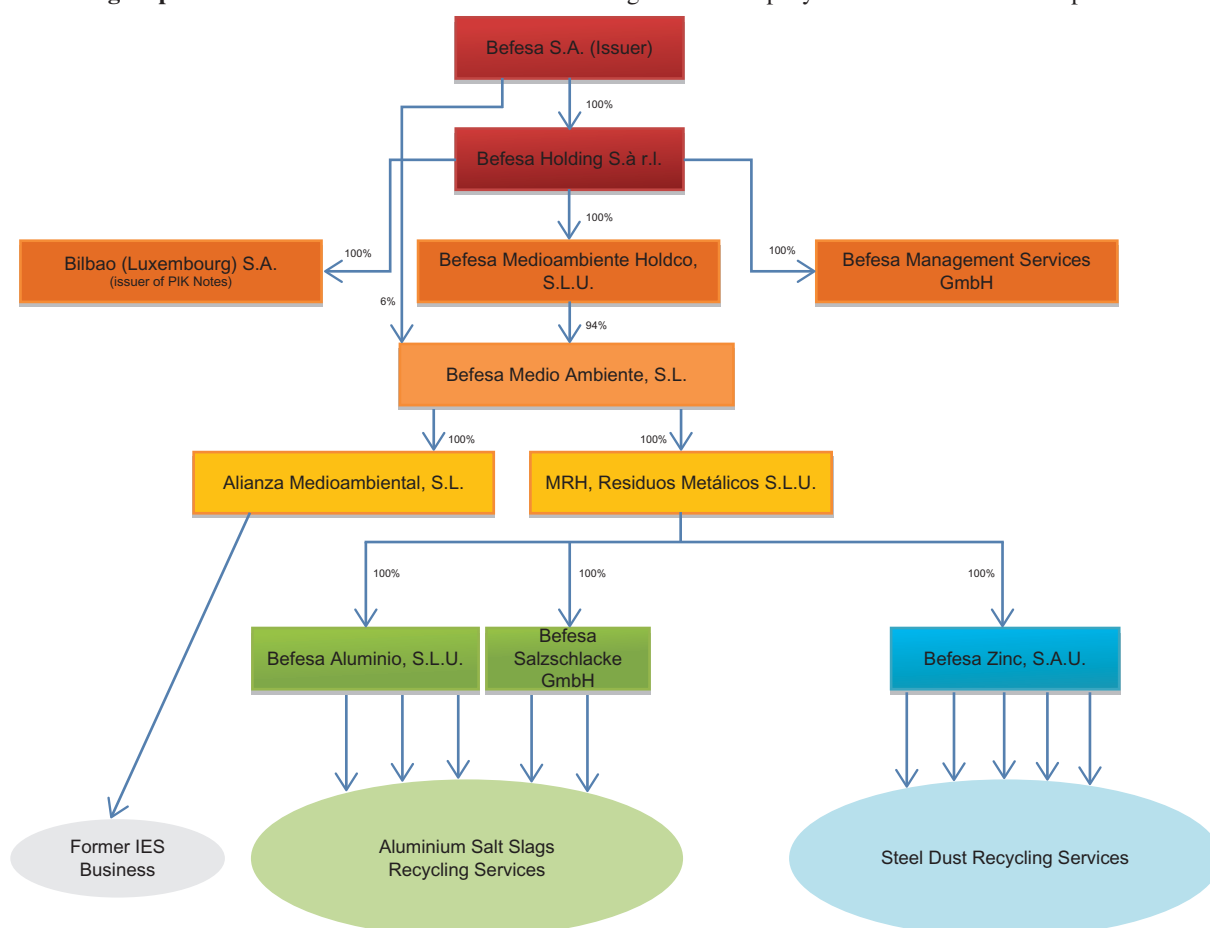 Befesa S.A. (Issuer)
100%
Befesa Holding S.à r.l.
100%
100%
100%
Bilbao (Luxembourg) S.A.
(issuer of PIK Notes)
Befesa Medioambiente Holdco,
S.L.U.
Befesa Management Services
GmbH
6%
94%
Befesa Medio Ambiente, S.L.
100%
100%
Alianza Medioambiental, S.L.
MRH, Residuos Metálicos S.L.U.
100%
100%
100%
Befesa Aluminio, S.L.U.
Befesa
Salzschlacke
GmbH
Befesa Zinc, S.A.U.
Former IES
Business
Aluminium Salt Slags
Recycling Services
Steel Dust Recycling Services